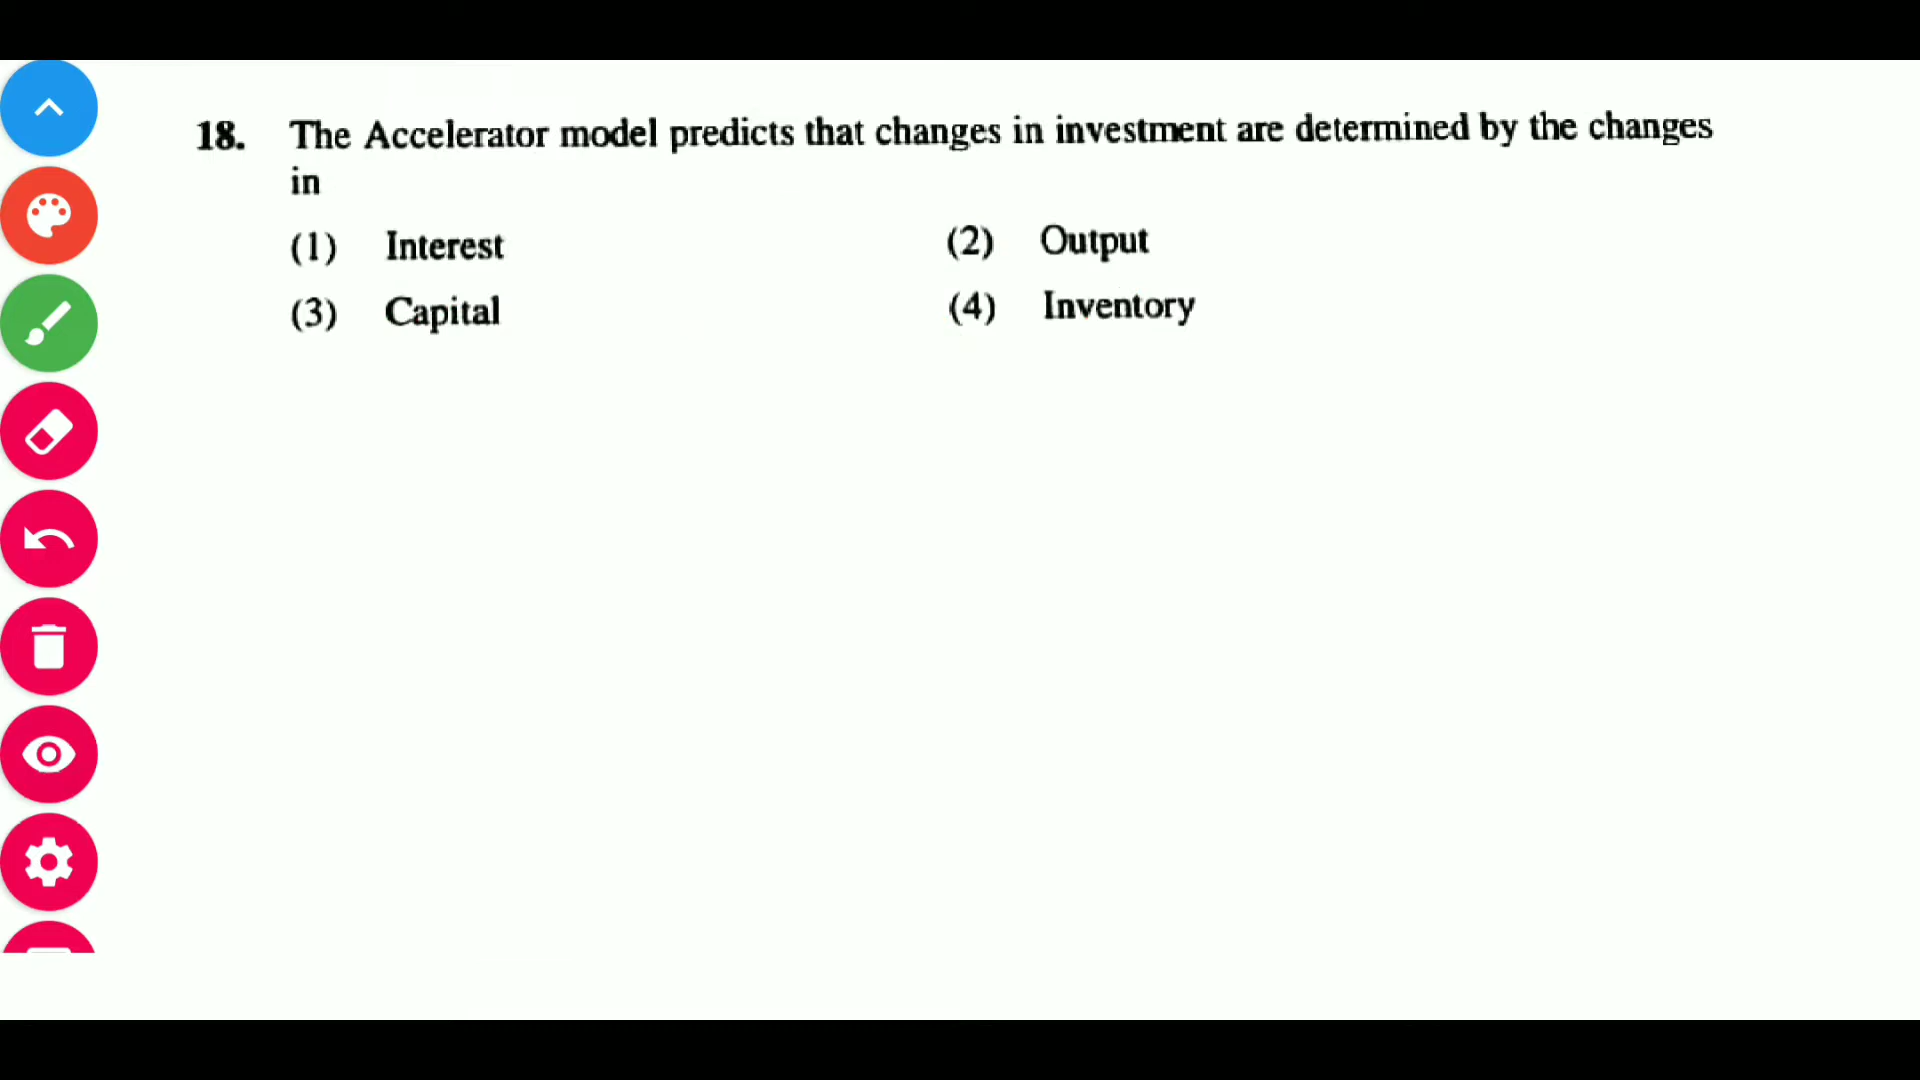 18. The Accelerator model predicts that changes in investment are determined by the changes
in
(1) Interest (2) Output
(3) Capital (4) Inventory